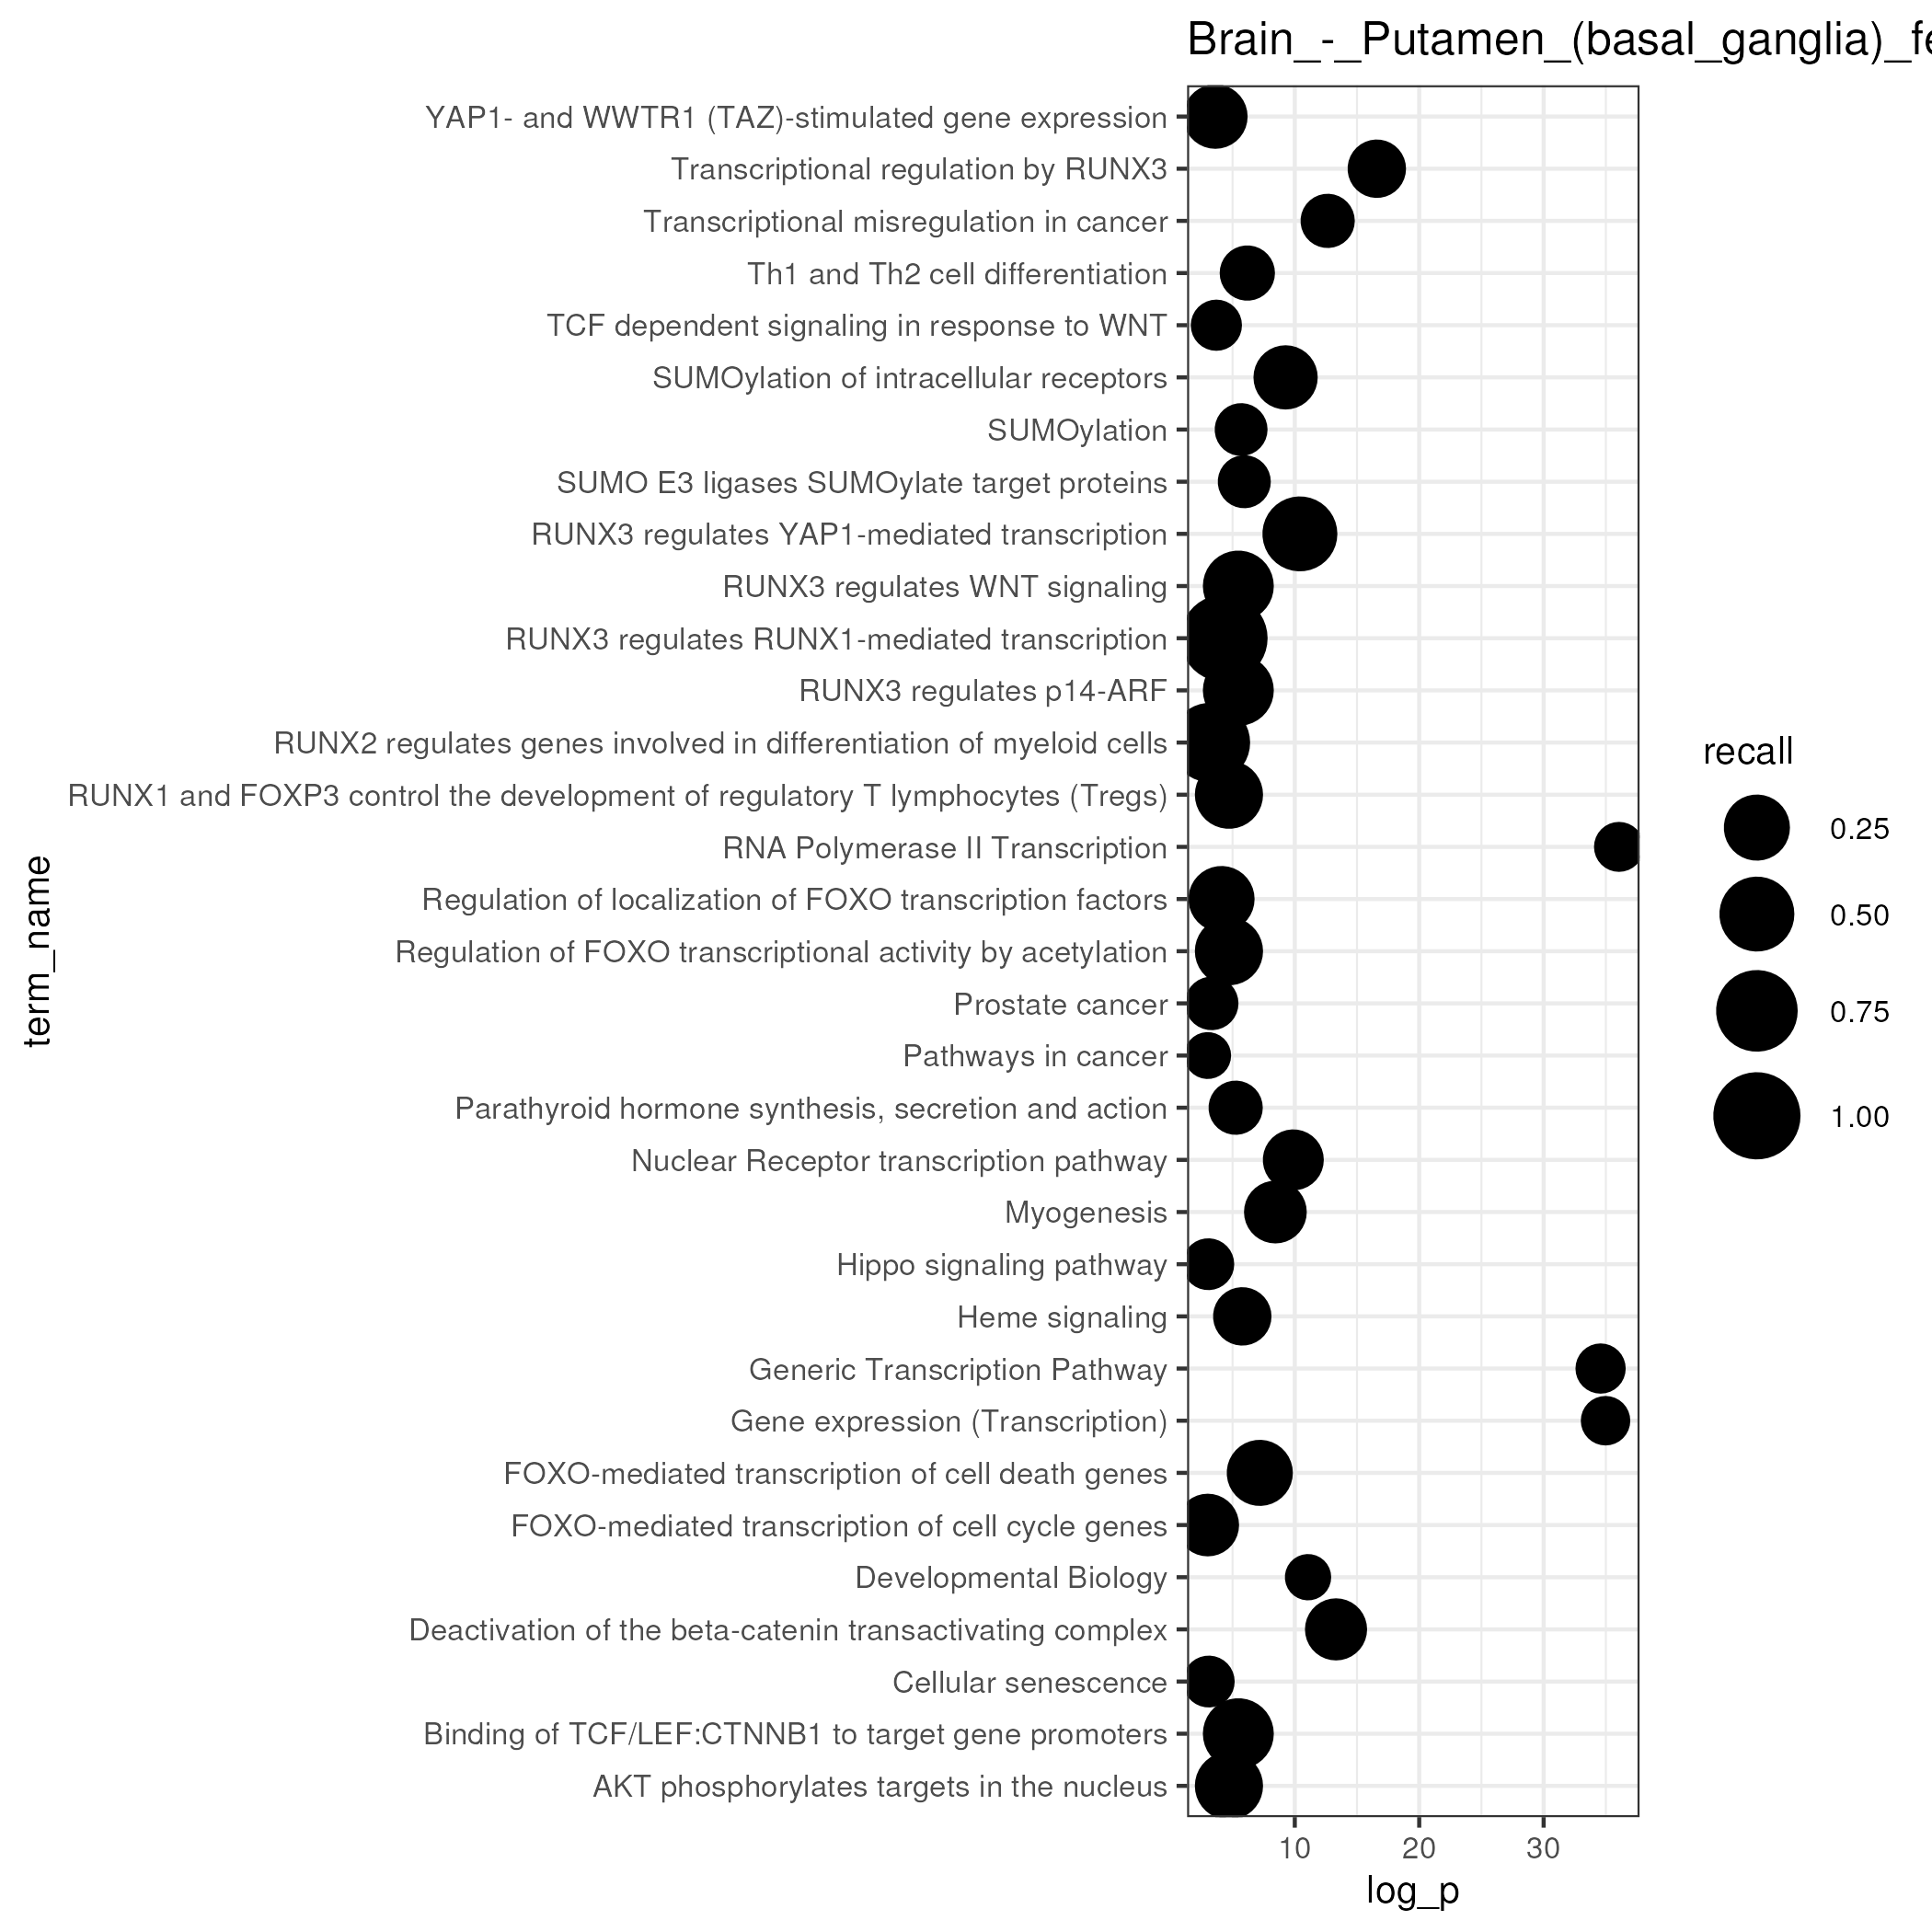 Brain_-_Putamen_(basal_ganglia)_fe
YAP1- and WWTR1 (TAZ)-stimulated gene expression
Transcriptional regulation by RUNX3
Transcriptional misregulation in cancer
Th1 and Th2 cell differentiation
TCF dependent signaling in response to WNT
SUMOylation of intracellular receptors
SUMOylation
SUMO E3 ligases SUMOylate target proteins
RUNX3 regulates YAP1-mediated transcription
RUNX3 regulates WNT signaling
RUNX3 regulates RUNX1-mediated transcription
RUNX3 regulates p14-ARF
RUNX2 regulates genes involved in differentiation of myeloid cells
RUNX1 and FOXP3 control the development of regulatory T lymphocytes (Tregs)
RNA Polymerase II Transcription
Regulation of localization of FOXO transcription factors
Regulation of FOXO transcriptional activity by acetylation
Prostate cancer
Pathways in cancer
Parathyroid hormone synthesis, secretion and action
Nuclear Receptor transcription pathway
Myogenesis
Hippo signaling pathway
Heme signaling
Generic Transcription Pathway
Gene expression (Transcription)
FOXO-mediated transcription of cell death genes
FOXO-mediated transcription of cell cycle genes
Developmental Biology
Deactivation of the beta-catenin transactivating complex
Cellular senescence
Binding of TCF/LEF:CTNNB1 to target gene promoters
AKT phosphorylates targets in the nucleus
term_name
10 20 30
log_p
recall
0.25
0.50
0.75
1.00